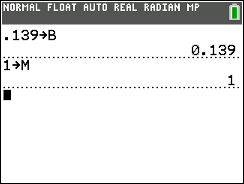 NORMAL FLOAT AUTO REAL RADIAN MP
.139→B
0.139
1→M
1